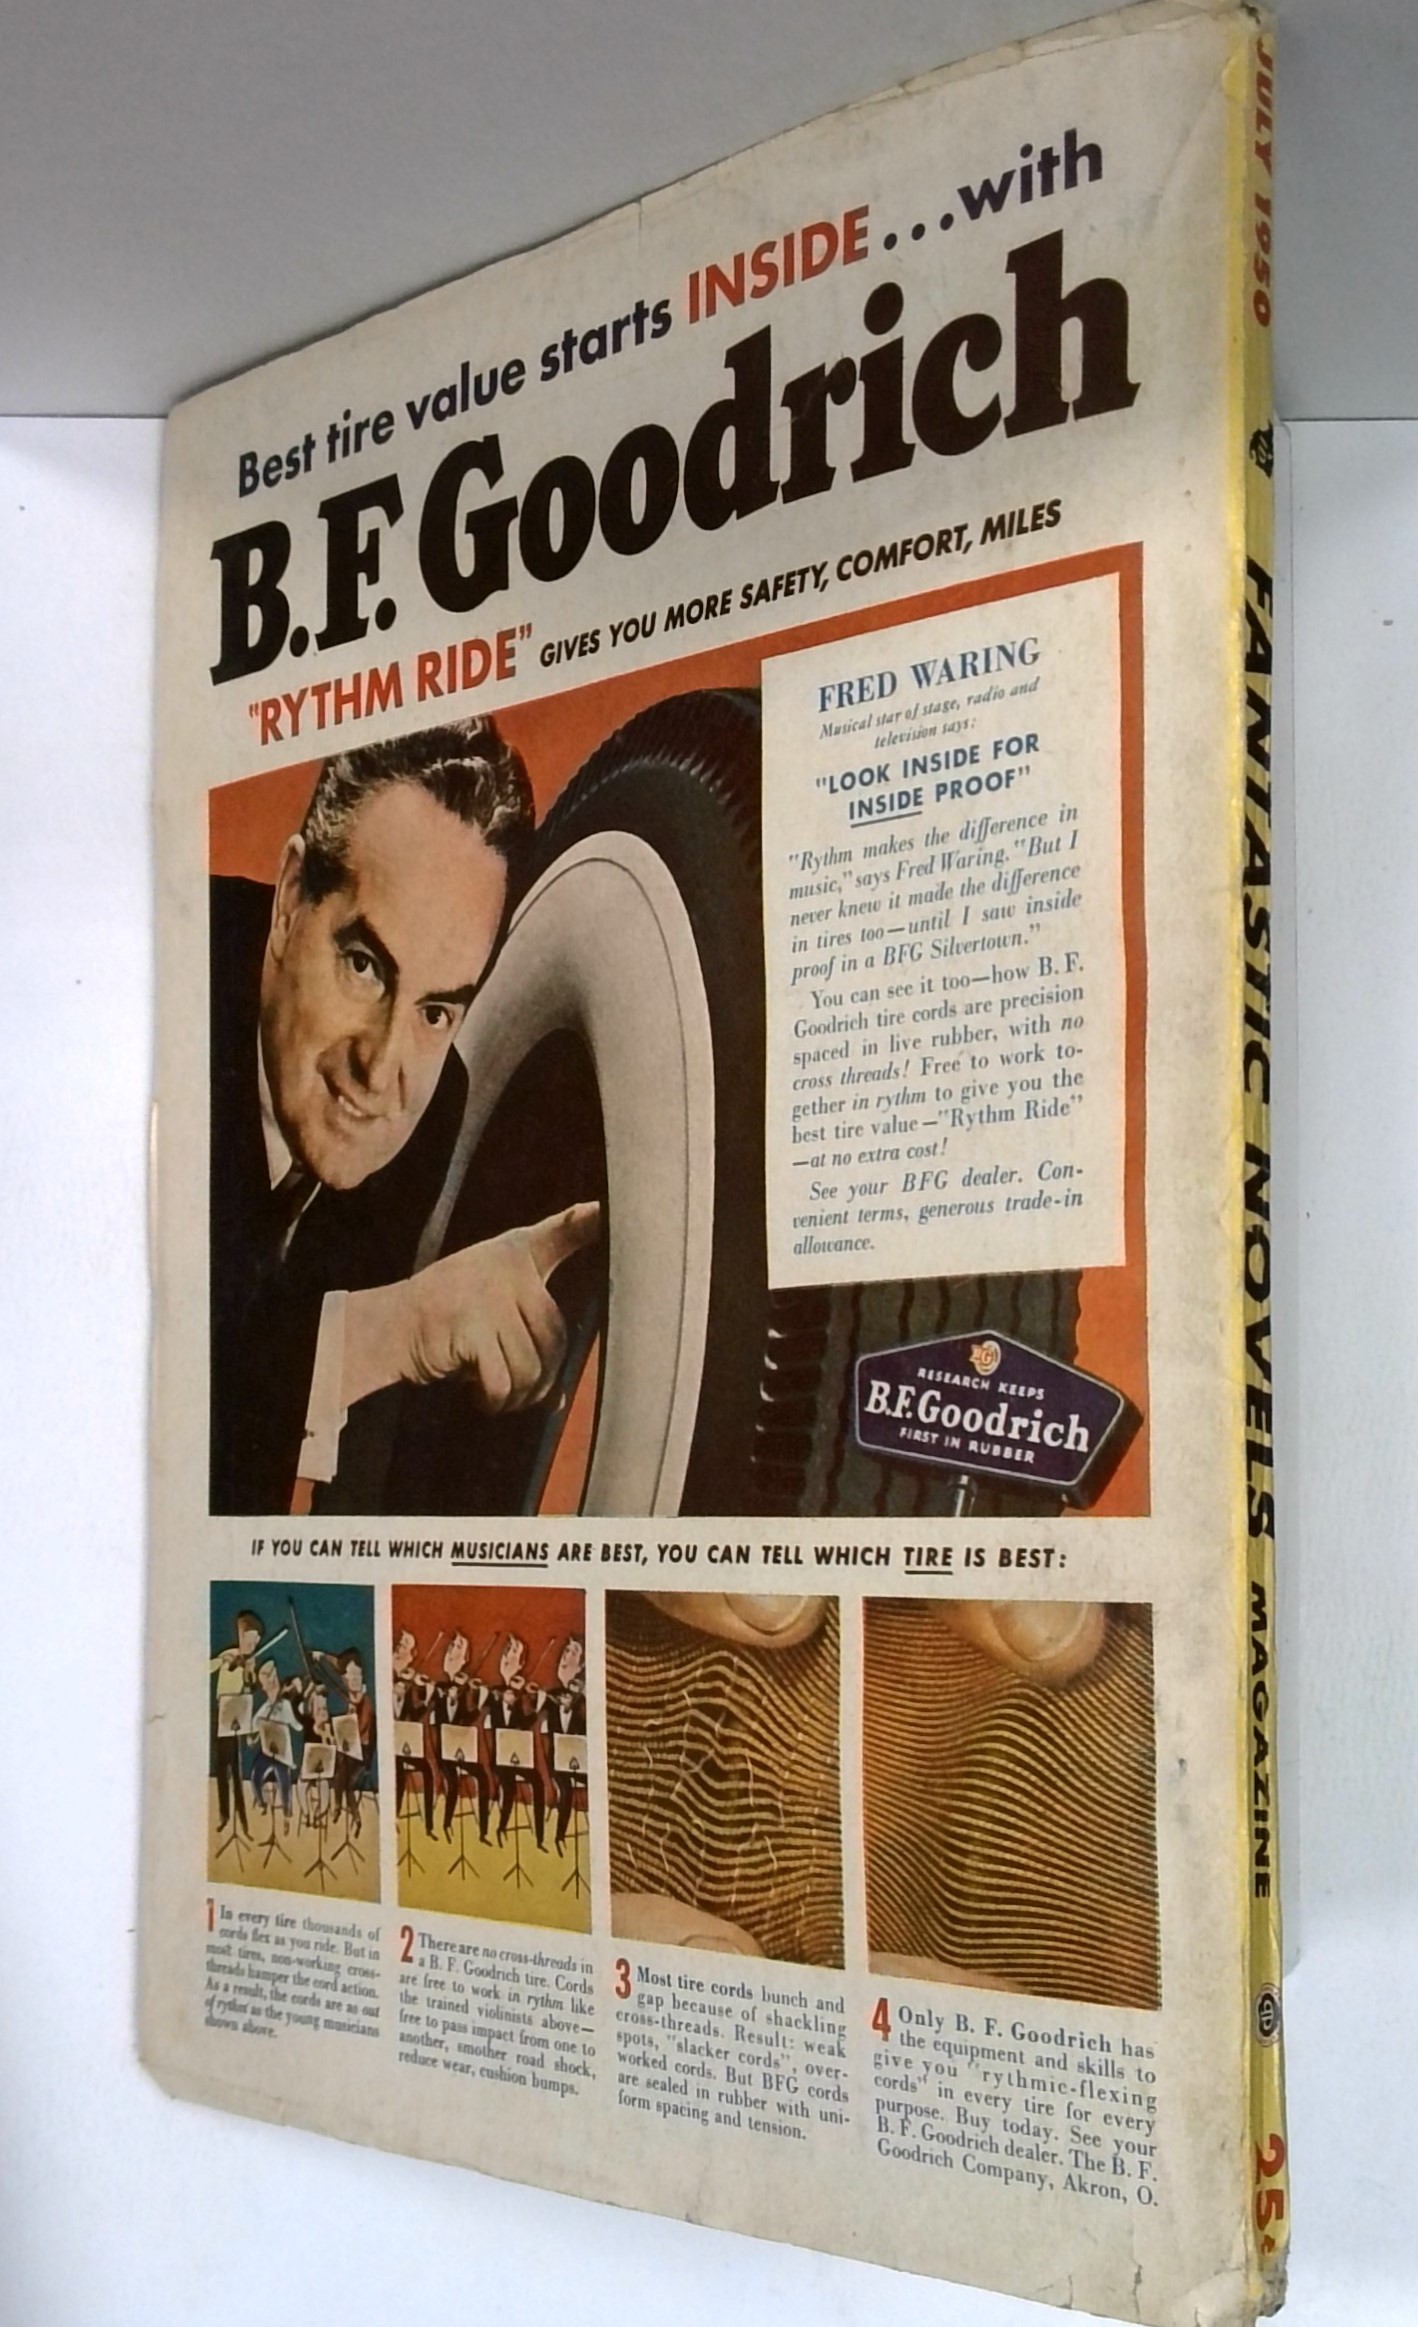 Best tire value starts INSIDE...with
B.F. Goodrich
"RYTHM RIDE" GIVES YOU MORE SAFETY, COMFORT, MILES
FRED WARING
Musical star of stage, radio and
television says:
"LOOK INSIDE FOR
INSIDE PROOF"
"Rythm makes the difference in
music," says Fred Waring. "But I
never knew it made the difference
in tires too—until I saw inside
proof in a BFG Silvertown."
You can see it too—how B. F.
Goodrich tire cords are precision
spaced in live rubber, with no
cross threads! Free to work to-
gether in rythm to give you the
best tire value—"Rythm Ride"
—at no extra cost!
See your BFG dealer. Con-
venient terms, generous trade-in
allowance.
RESEARCH KEEPS
B.F. Goodrich
FIRST IN RUBBER
IF YOU CAN TELL WHICH MUSICIANS ARE BEST, YOU CAN TELL WHICH TIRE IS BEST:
1 In every tire thousands of
cords flex as you ride. But in
most tires, non-working cross-
threads hamper the cord action.
As a result, the cords are as out
of rythm as the young musicians
shown above.
2 There are no cross-threads in
a B. F. Goodrich tire. Cords
are free to work in rythm like
the trained violinists above—
free to pass impact from one to
another, smother road shock,
reduce wear, cushion bumps.
3 Most tire cords bunch and
gap because of shackling
cross-threads. Result: weak
spots, "slacker cords", over-
worked cords. But BFG cords
are sealed in rubber with uni-
form spacing and tension.
4 Only B. F. Goodrich has
the equipment and skills to
give you "rythmic-flexing
cords" in every tire for every
purpose. Buy today. See your
B. F. Goodrich dealer. The B. F.
Goodrich Company, Akron, O.
JULY 1950
FANTASTIC NOVELS MAGAZINE
25¢